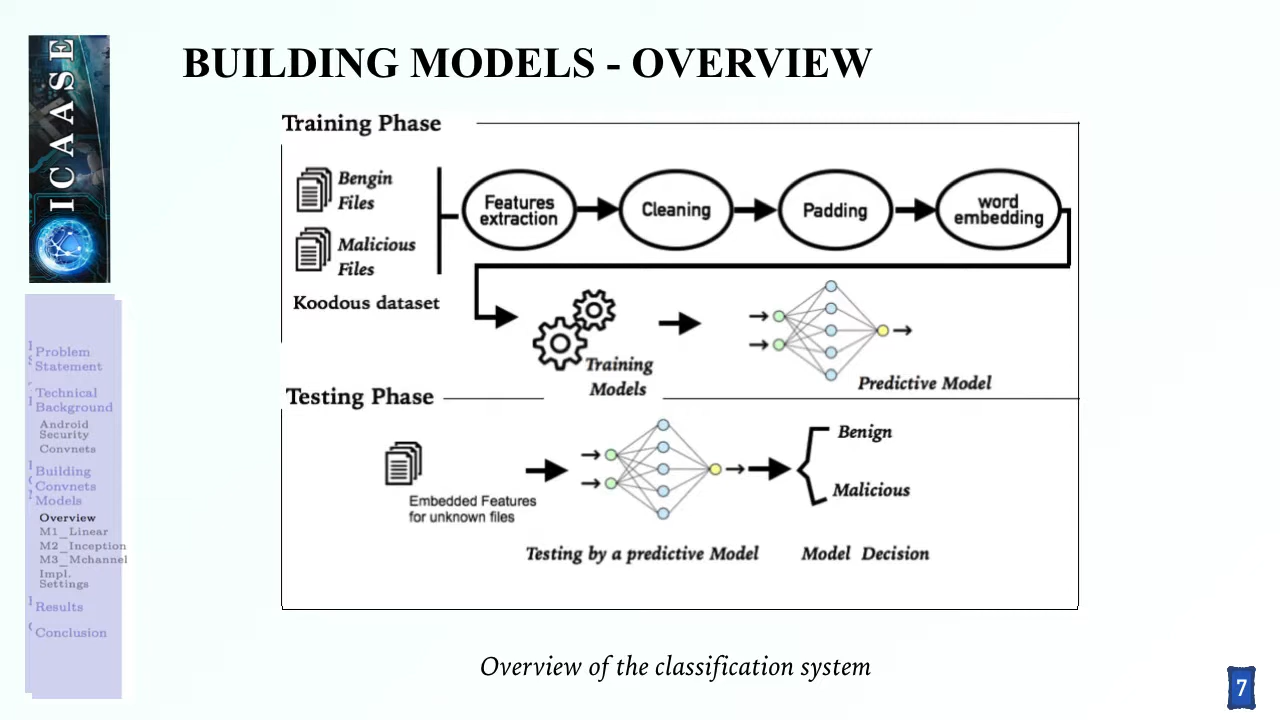 BUILDING MODELS - OVERVIEW
ICAASE
Training Phase
Bengin
Files
Malicious
Files
Koodous dataset
Features
extraction
Cleaning
Padding
word
embedding
Training
Models
Predictive Model
Testing Phase
Embedded Features
for unknown files
Testing by a predictive Model
Benign
Malicious
Model Decision
Overview of the classification system
Problem
Statement
Technical
Background
Android
Security
Convnets
Building
Convnets
Models
Overview
M1_Linear
M2_Inception
M3_Mchannel
Impl.
Settings
Results
Conclusion
7